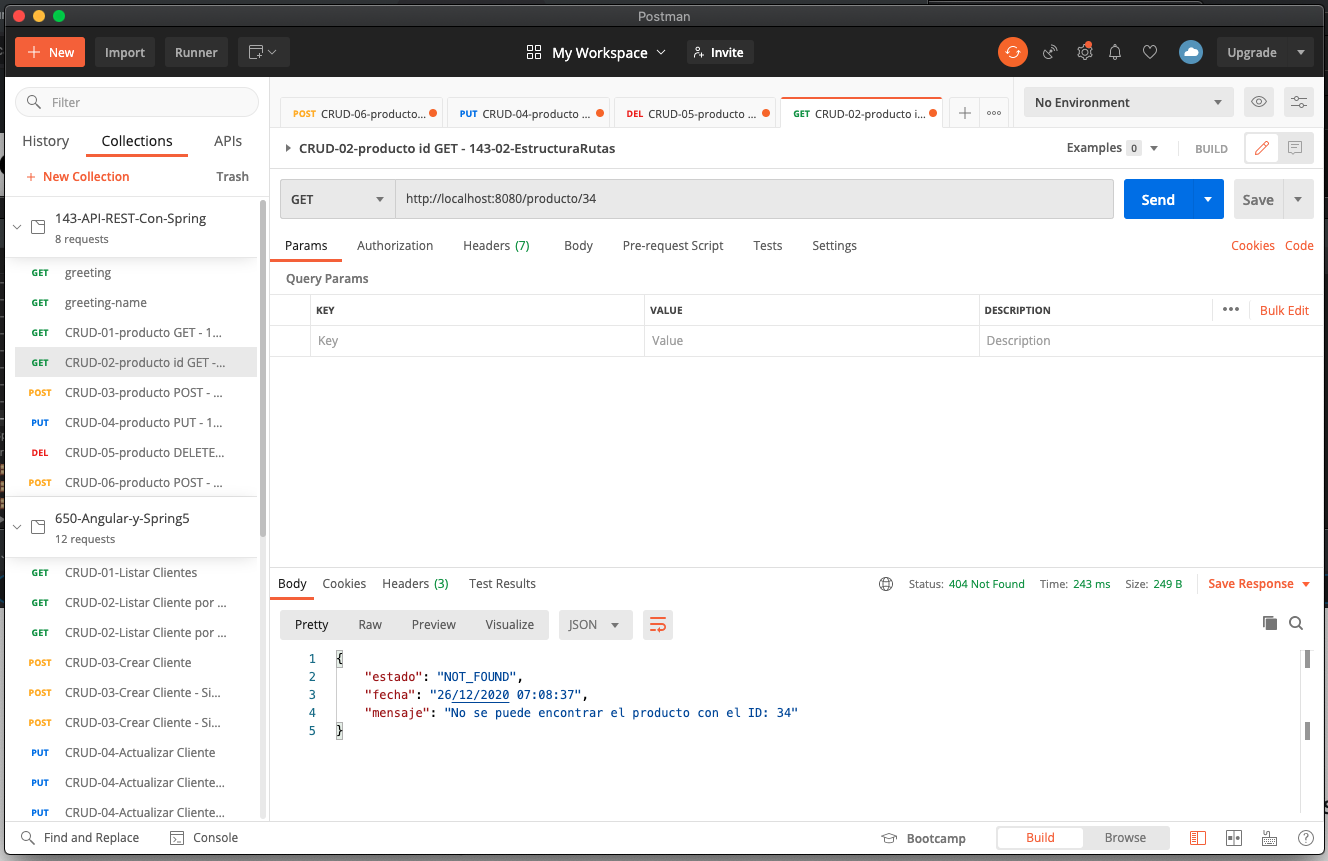 Postman
New
Import
Runner
My Workspace
Invite
Upgrade
Filter
History
Collections
APIs
+ New Collection
Trash
143-API-REST-Con-Spring
8 requests
GET greeting
GET greeting-name
GET CRUD-01-producto GET - 1...
GET CRUD-02-producto id GET -...
POST CRUD-03-producto POST - ...
PUT CRUD-04-producto PUT - 1...
DEL CRUD-05-producto DELETE...
POST CRUD-06-producto POST - ...
650-Angular-y-Spring5
12 requests
GET CRUD-01-Listar Clientes
GET CRUD-02-Listar Cliente por ...
GET CRUD-02-Listar Cliente por ...
POST CRUD-03-Crear Cliente
POST CRUD-03-Crear Cliente - Si...
POST CRUD-03-Crear Cliente - Si...
PUT CRUD-04-Actualizar Cliente
PUT CRUD-04-Actualizar Cliente...
PUT CRUD-04-Actualizar Cliente...
POST CRUD-06-producto...
PUT CRUD-04-producto ...
DEL CRUD-05-producto ...
GET CRUD-02-producto i...
No Environment
CRUD-02-producto id GET - 143-02-EstructuraRutas
Examples 0
BUILD
GET
http://localhost:8080/producto/34
Send
Save
Params
Authorization
Headers (7)
Body
Pre-request Script
Tests
Settings
Cookies
Code
Query Params
KEY
VALUE
DESCRIPTION
Bulk Edit
Key
Value
Description
Body
Cookies
Headers (3)
Test Results
Status: 404 Not Found
Time: 243 ms
Size: 249 B
Save Response
Pretty
Raw
Preview
Visualize
JSON
1 {
2 "estado": "NOT_FOUND",
3 "fecha": "26/12/2020 07:08:37",
4 "mensaje": "No se puede encontrar el producto con el ID: 34"
5 }
Find and Replace
Console
Bootcamp
Build
Browse